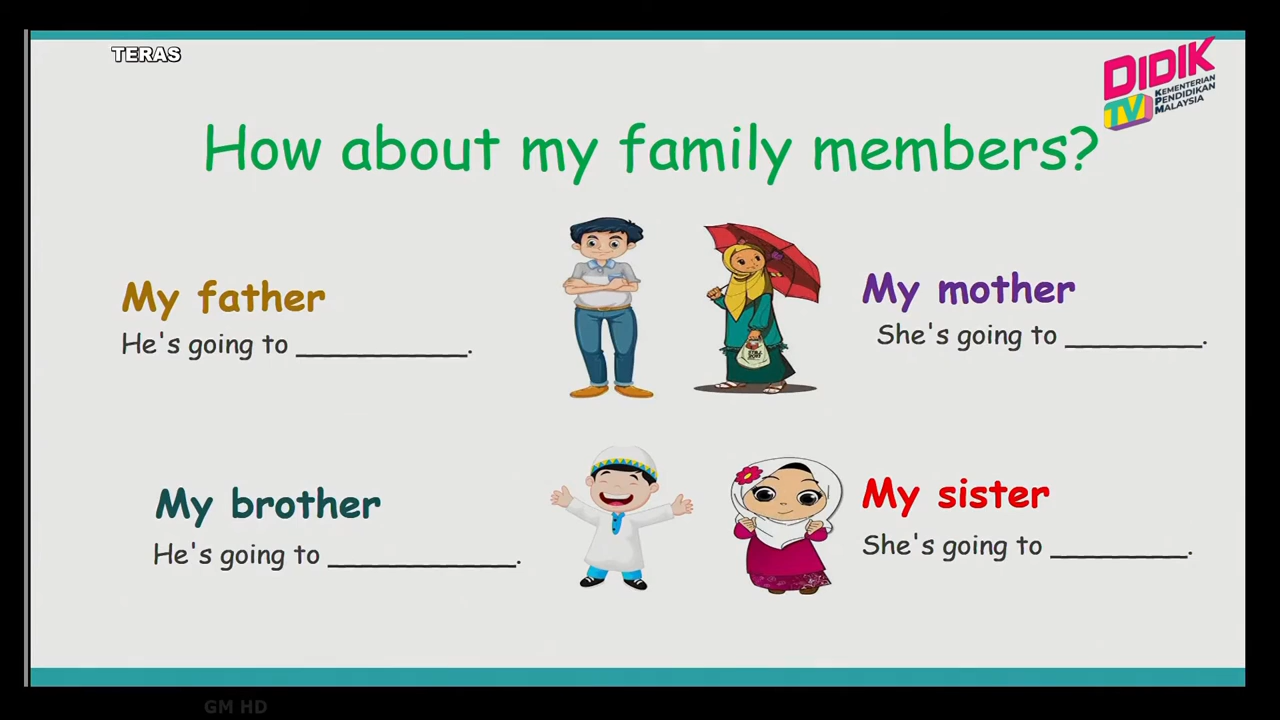 TERAS
DIDIK
TV
KEMENTERIAN
PENDIDIKAN
MALAYSIA
How about my family members?
My father
He's going to ___________.
My mother
She's going to _________.
My brother
He's going to ____________.
My sister
She's going to _________.
GM HD